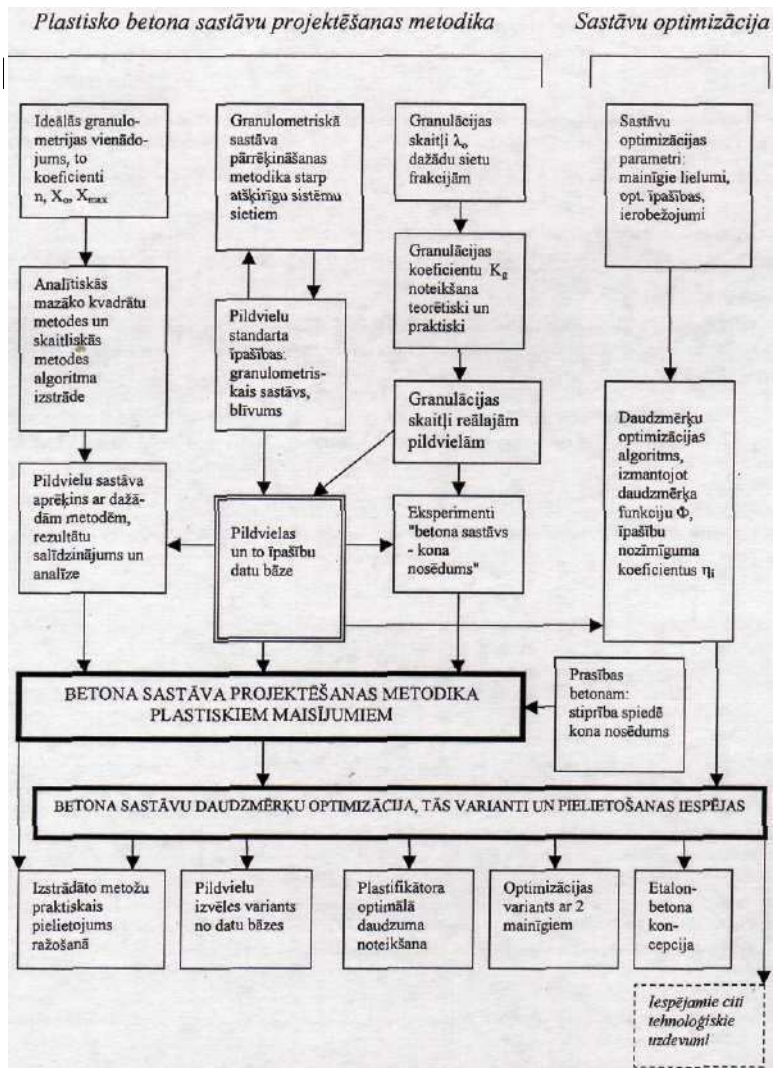 Plastisko betona sastāvu projektēšanas metodika
Sastāvu optimizācija
Ideālās granulo-
metrijas vienādo-
jums, to
koeficienti
n, Xₒ, Xmax
Granulometriskā
sastāva
pārrēķināšanas
metodika starp
atšķirīgu sistēmu
sietiem
Granulācijas
skaitļi λₒ
dažādu sietu
frakcijām
Sastāvu
optimizācijas
parametri:
mainīgie lielumi,
opt. īpašības,
ierobežojumi
Analītiskās
mazāko kvadrātu
metodes un
skaitliskās
metodes
algoritma
izstrāde
Pildvielu
standarta
īpašības:
granulometris-
kais sastāvs,
blīvums
Granulācijas
koeficientu Kg
noteikšana
teorētiski un
praktiski
Granulācijas
skaitļi reālajām
pildvielām
Daudzmērķu
optimizācijas
algoritms,
izmantojot
daudzmērķa
funkciju Φ,
īpašību
nozīmīguma
koeficientus ηi
Pildvielu sastāva
aprēķins ar dažā-
dām metodēm,
rezultātu
salīdzinājums un
analīze
Pildvielas
un to īpašību
datu bāze
Eksperimenti
"betona sastāvs
- kona
nosēdums"
BETONA SASTĀVA PROJEKTĒŠANAS METODIKA
PLASTISKIEM MAISĪJUMIEM
Prasības
betonam:
stiprība spiedē
kona nosēdums
BETONA SASTĀVU DAUDZMĒRĶU OPTIMIZĀCIJA, TĀS VARIANTI UN PIELIETOŠANAS IESPĒJAS
Izstrādāto metožu
praktiskais
pielietojums
ražošanā
Pildvielu
izvēles variants
no datu bāzes
Plastifikātora
optimālā
daudzuma
noteikšana
Optimizācijas
variants ar 2
mainīgiem
Etalon-
betona
kon-
cepcija
Iespējamie citi
tehnoloģiskie
uzdevumi